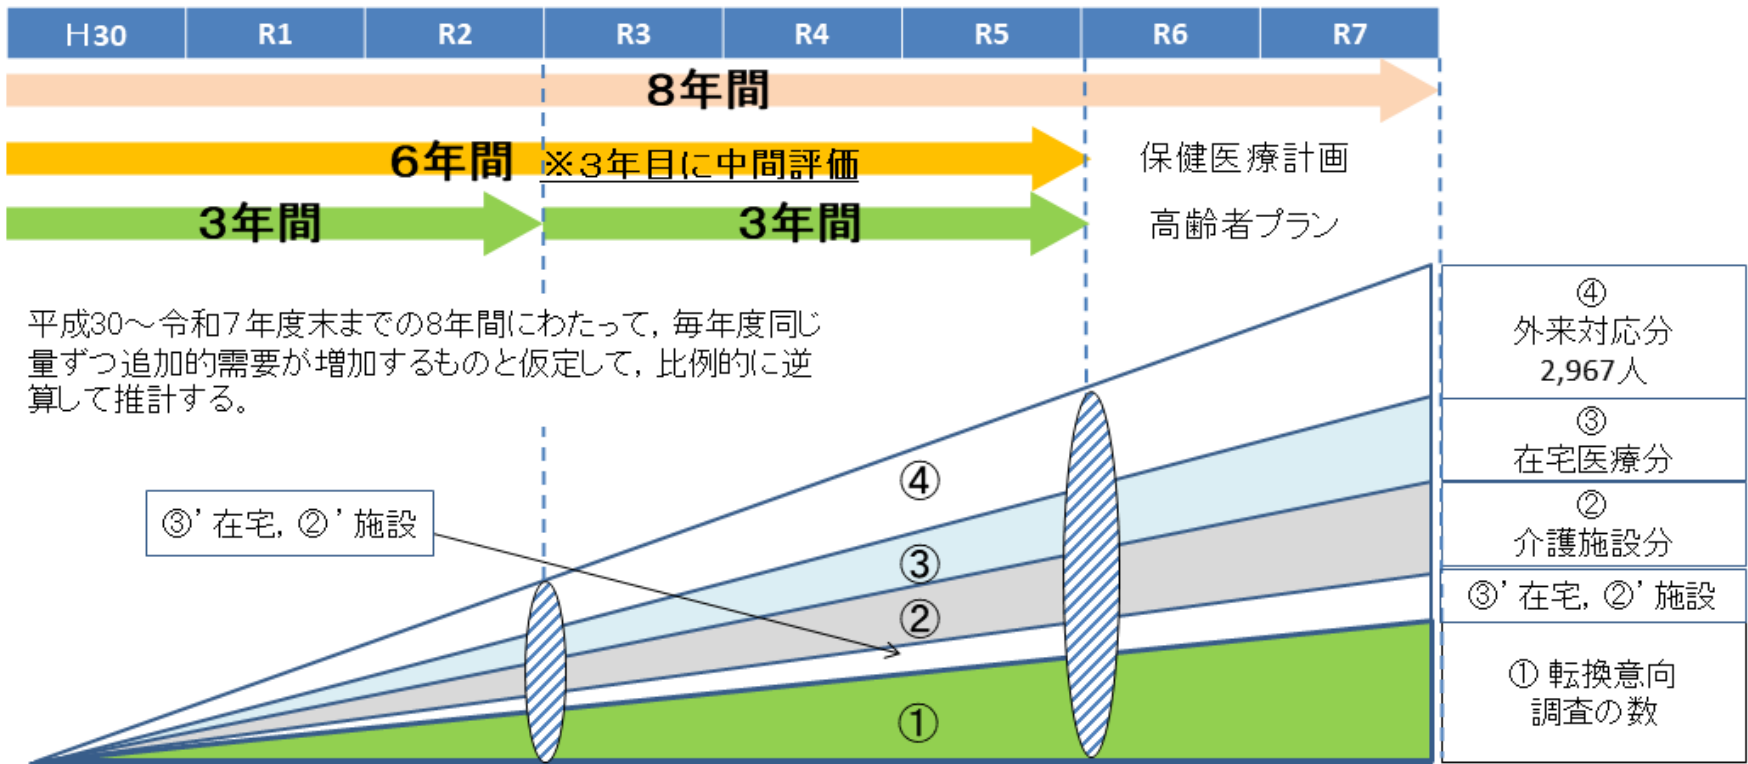 H30 R1 R2 R3 R4 R5 R6 R7
8年間
6年間 ※3年目に中間評価 保健医療計画
3年間 3年間 高齢者プラン
平成30～令和7年度末までの8年間にわたって，毎年度同じ
量ずつ追加的需要が増加するものと仮定して，比例的に逆
算して推計する。
④
外来対応分
2,967人
③
在宅医療分
②
介護施設分
③’在宅，②’施設
① 転換意向
調査の数
③’在宅，②’施設
④
③
②
①